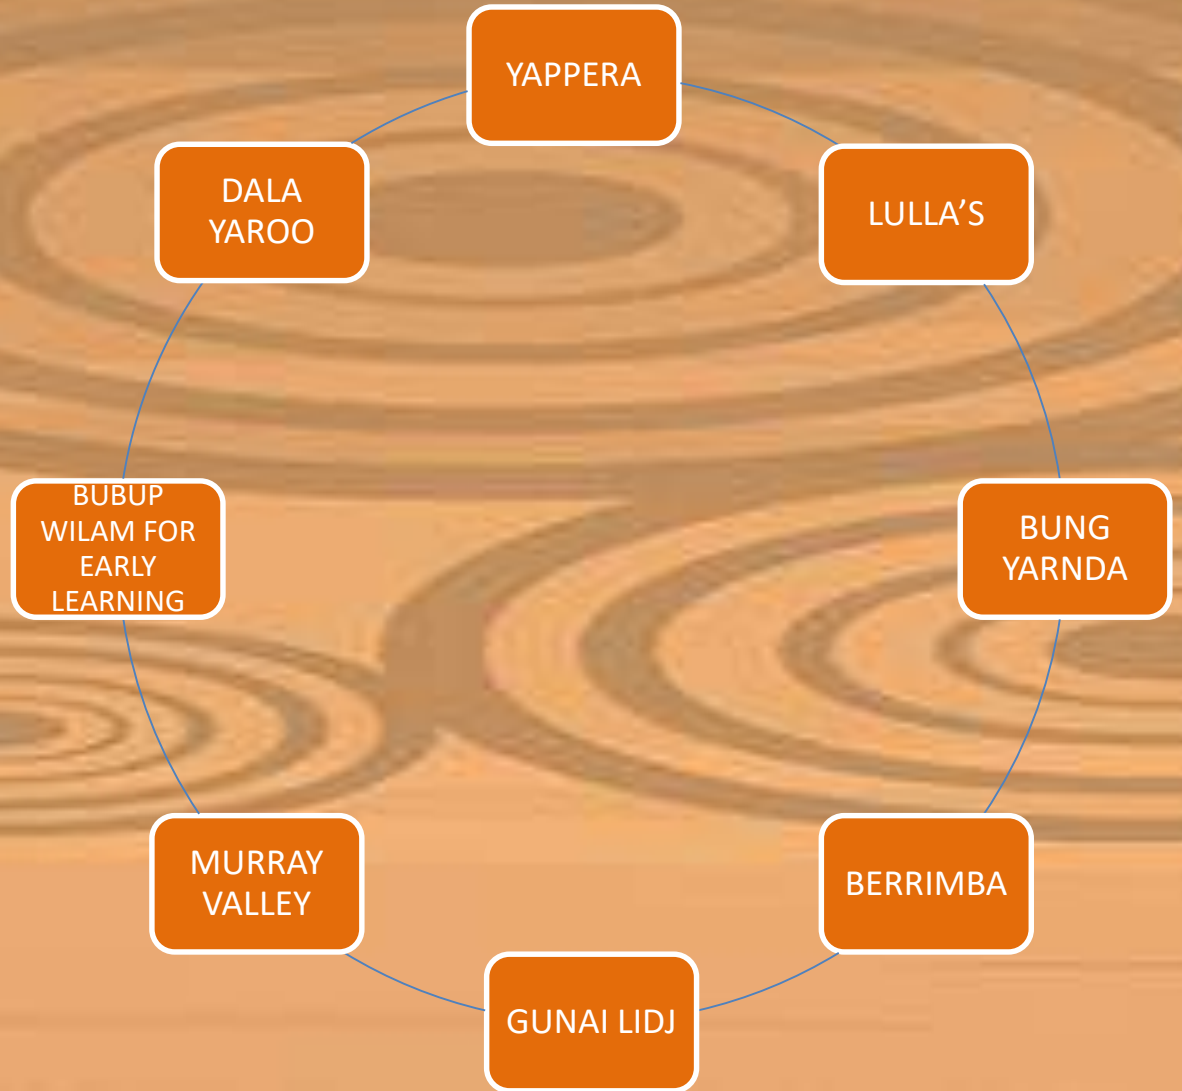 YAPPERA
LULLA’S
BUNG
YARNDA
BERRIMBA
GUNAI LIDJ
MURRAY
VALLEY
BUBUP
WILAM FOR
EARLY
LEARNING
DALA
YAROO